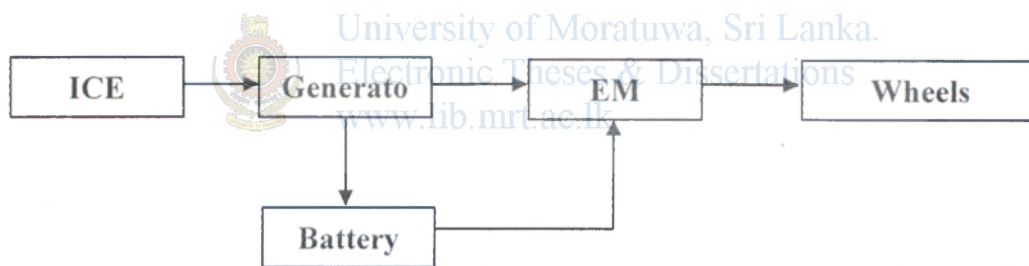 University of Moratuwa, Sri Lanka.
Electronic Theses & Dissertations
www.lib.mrt.ac.lk
ICE
Generato
EM
Wheels
Battery